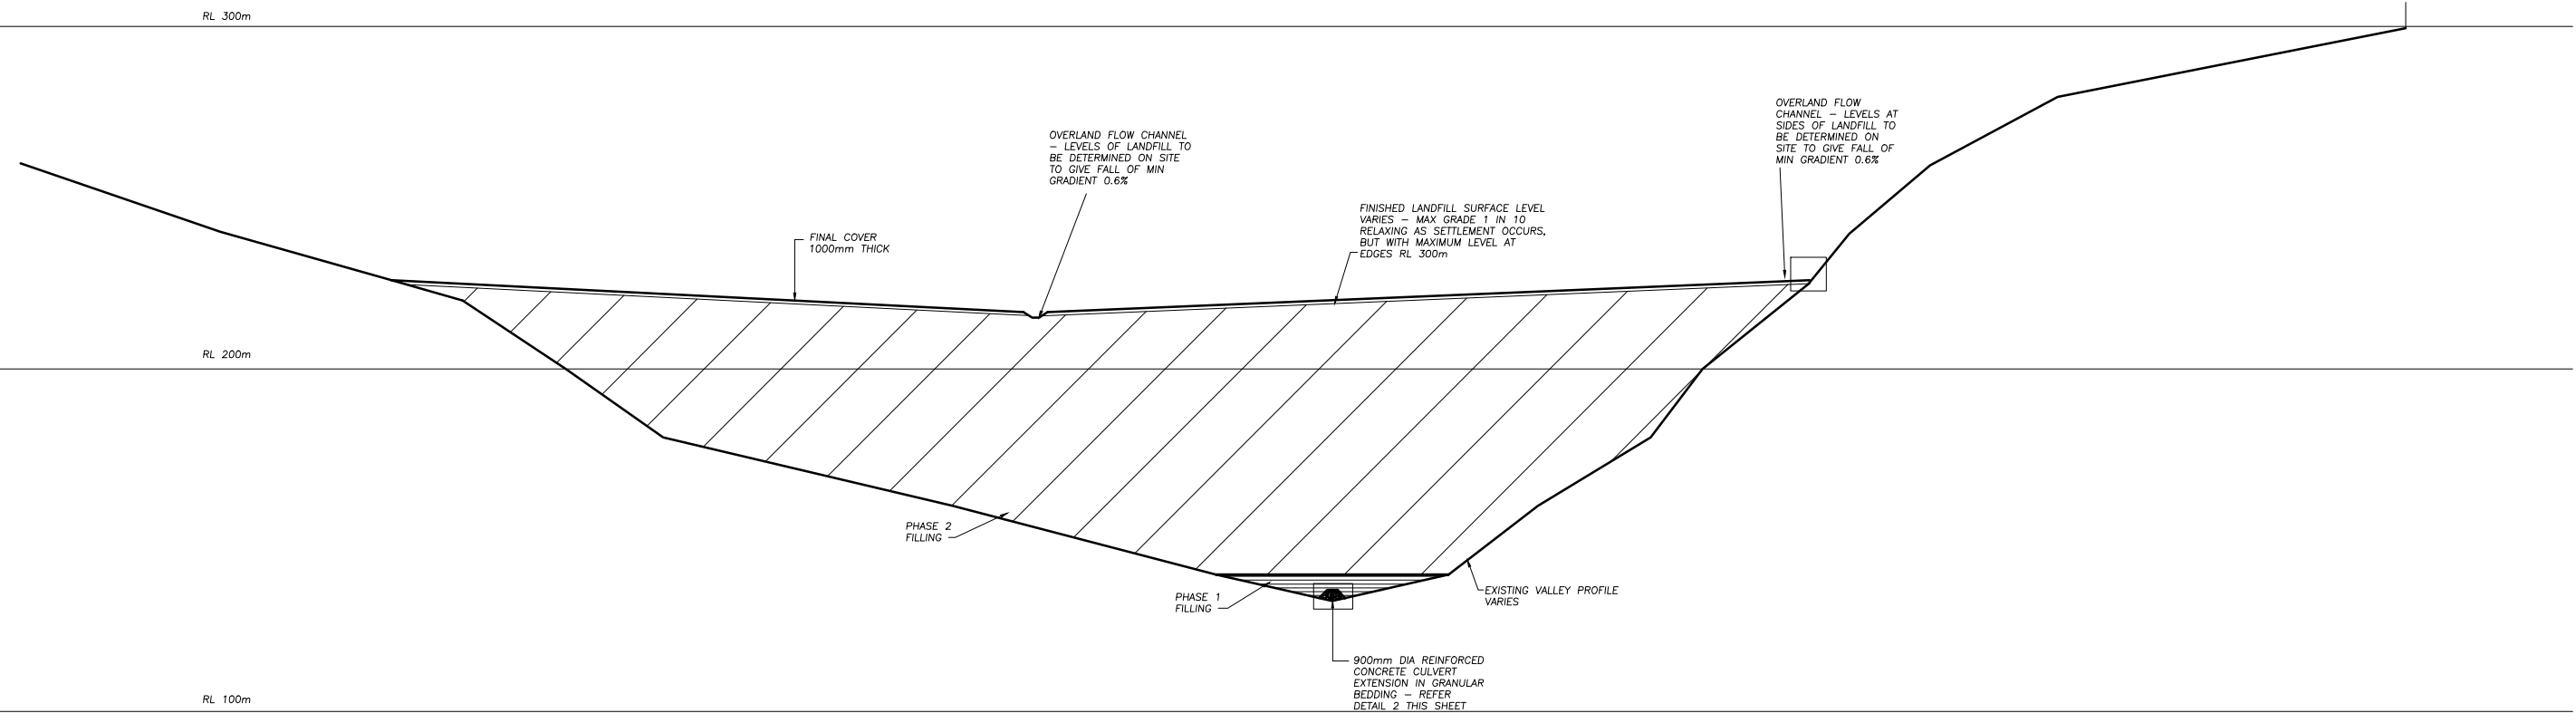 RL 300m
OVERLAND FLOW
CHANNEL – LEVELS AT
SIDES OF LANDFILL TO
BE DETERMINED ON
SITE TO GIVE FALL OF
MIN GRADIENT 0.6%
OVERLAND FLOW CHANNEL
– LEVELS OF LANDFILL TO
BE DETERMINED ON SITE
TO GIVE FALL OF MIN
GRADIENT 0.6%
FINISHED LANDFILL SURFACE LEVEL
VARIES – MAX GRADE 1 IN 10
RELAXING AS SETTLEMENT OCCURS,
BUT WITH MAXIMUM LEVEL AT
EDGES RL 300m
FINAL COVER
1000mm THICK
RL 200m
PHASE 2
FILLING
PHASE 1
FILLING
EXISTING VALLEY PROFILE
VARIES
900mm DIA REINFORCED
CONCRETE CULVERT
EXTENSION IN GRANULAR
BEDDING – REFER
DETAIL 2 THIS SHEET
RL 100m